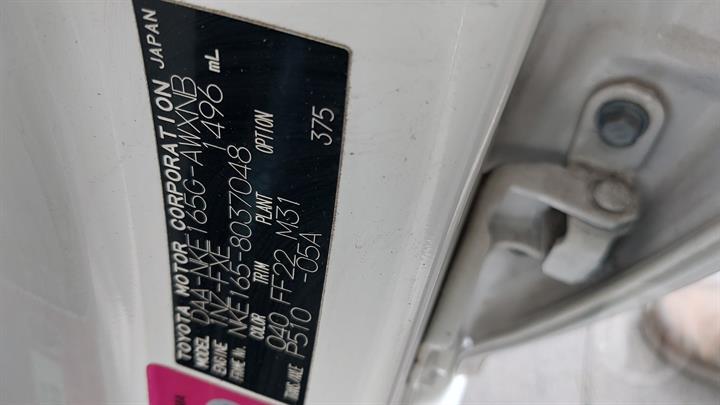 TOYOTA MOTOR CORPORATION JAPAN
MODEL DAA-NKE165G-AWXNB
ENGINE 1NZ-FXE 1496 mL
FRAME No. NKE165-8037048
COLOR TRIM PLANT OPTION
040 FF22 M31
TRANS./AXLE P510 -05A 375